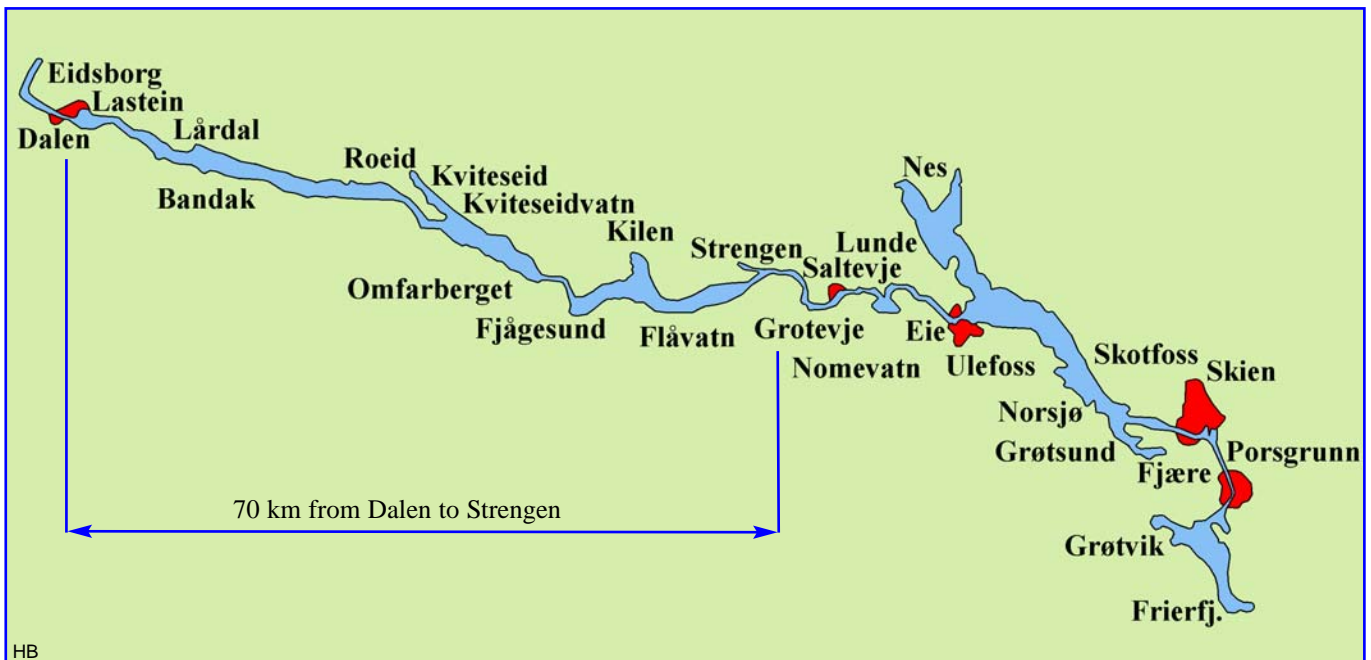 Eidsborg
Lastein
Dalen
Lårdal
Bandak
Roeid
Kviteseid
Kviteseidvatn
Omfarberget
Fjågesund
Kilen
Flåvatn
Strengen
Saltevje
Lunde
Grotevje
Nomevatn
Eie
Ulefoss
Nes
Norsjø
Grøtsund
Skotfoss
Skien
Fjære
Porsgrunn
Grøtvik
Frierfj.
70 km from Dalen to Strengen
HB